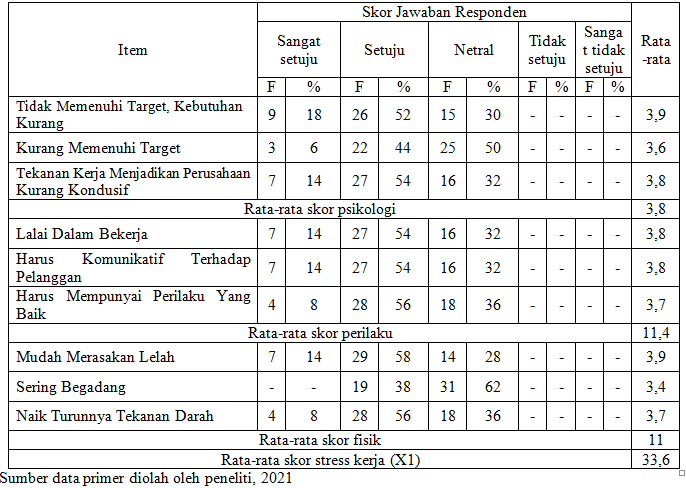 Item Skor Jawaban Responden Rata
-rata
Sangat
setuju Setuju Netral Tidak
setuju Sanga
t tidak
setuju
F % F % F % F % F %
Tidak Memenuhi Target, Kebutuhan
Kurang 9 18 26 52 15 30 - - - - 3,9
Kurang Memenuhi Target 3 6 22 44 25 50 - - - - 3,6
Tekanan Kerja Menjadikan Perusahaan
Kurang Kondusif 7 14 27 54 16 32 - - - - 3,8
Rata-rata skor psikologi 3,8
Lalai Dalam Bekerja 7 14 27 54 16 32 - - - - 3,8
Harus Komunikatif Terhadap
Pelanggan 7 14 27 54 16 32 - - - - 3,8
Harus Mempunyai Perilaku Yang
Baik 4 8 28 56 18 36 - - - - 3,7
Rata-rata skor perilaku 11,4
Mudah Merasakan Lelah 7 14 29 58 14 28 - - - - 3,9
Sering Begadang - - 19 38 31 62 - - - - 3,4
Naik Turunnya Tekanan Darah 4 8 28 56 18 36 - - - - 3,7
Rata-rata skor fisik 11
Rata-rata skor stress kerja (X1) 33,6
Sumber data primer diolah oleh peneliti, 2021